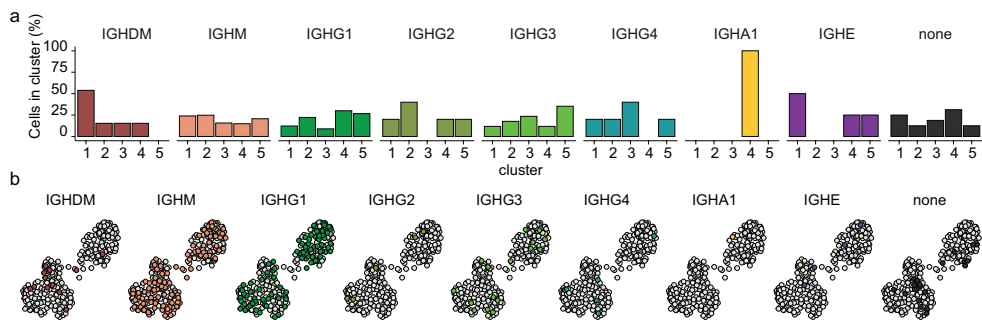 a
IGHDM IGHM IGHG1 IGHG2 IGHG3 IGHG4 IGHA1 IGHE none
Cells in cluster (%)
100
75
50
25
0
1 2 3 4 5 1 2 3 4 5 1 2 3 4 5 1 2 3 4 5 1 2 3 4 5 1 2 3 4 5 1 2 3 4 5 1 2 3 4 5 1 2 3 4 5
cluster
b
IGHDM IGHM IGHG1 IGHG2 IGHG3 IGHG4 IGHA1 IGHE none